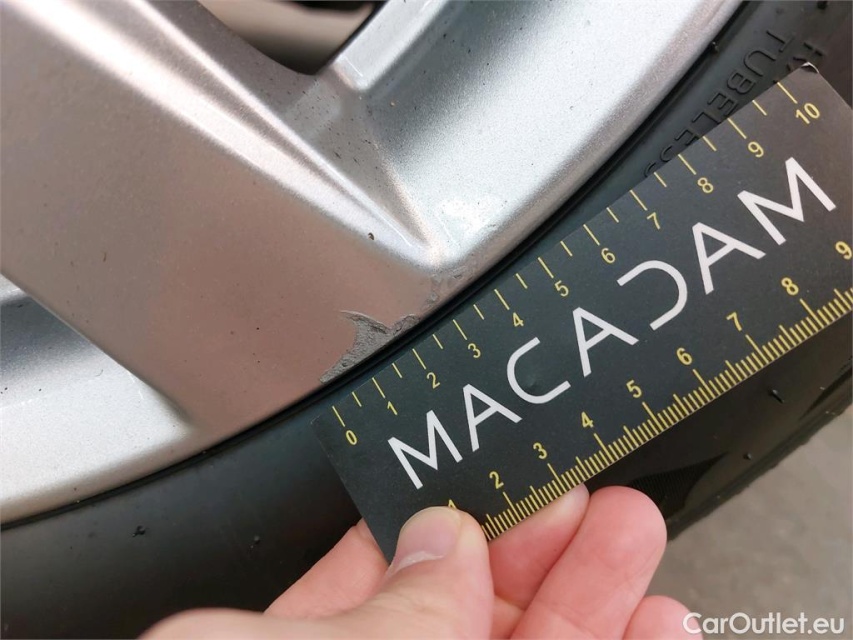 TUBELESS
0 1 2 3 4 5 6 7 8 9 10
MACADAM
1 2 3 4 5 6 7 8 9
CarOutlet.eu